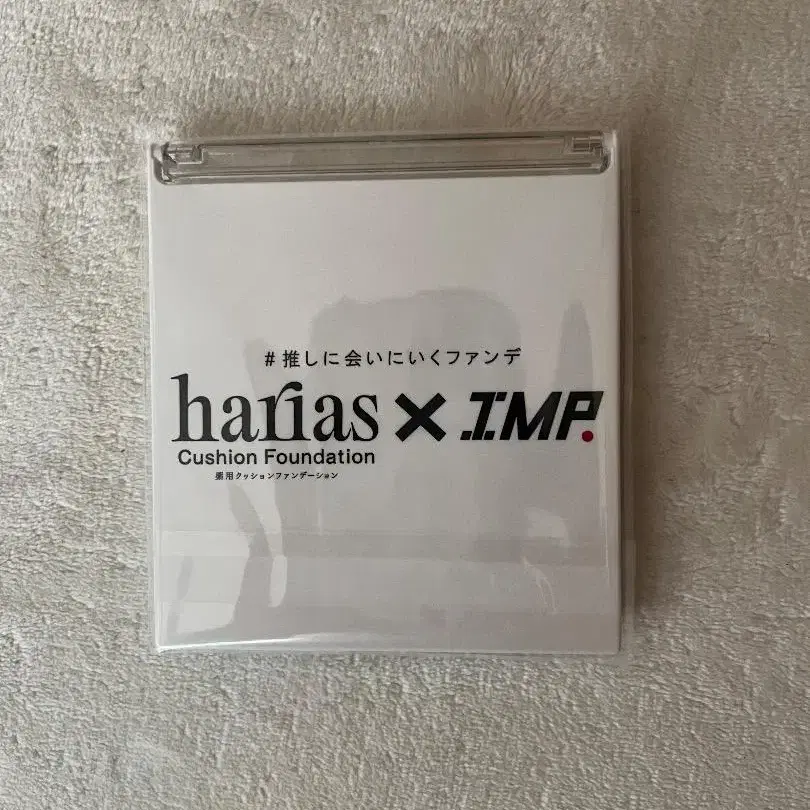 #推しに会いにいくファンデ
harias × IMP.
Cushion Foundation
薬用クッションファンデーション